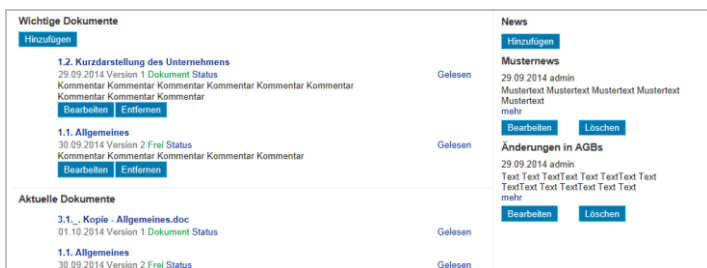 Wichtige Dokumente
Hinzufügen
1.2. Kurzdarstellung des Unternehmens
29.09.2014 Version 1 Dokument Status Gelesen
Kommentar Kommentar Kommentar Kommentar Kommentar Kommentar
Kommentar Kommentar Kommentar
Bearbeiten Entfernen
1.1. Allgemeines
30.09.2014 Version 2 Frei Status Gelesen
Kommentar Kommentar Kommentar Kommentar Kommentar
Bearbeiten Entfernen
Aktuelle Dokumente
3.1._. Kopie - Allgemeines.doc
01.10.2014 Version 1 Dokument Status Gelesen
1.1. Allgemeines
30.09.2014 Version 2 Frei Status Gelesen
News
Hinzufügen
Musternews
29.09.2014 admin
Mustertext Mustertext Mustertext Mustertext
Mustertext
mehr
Bearbeiten Löschen
Änderungen in AGBs
29.09.2014 admin
Text Text TextText Text TextText Text
TextText Text TextText Text Text
mehr
Bearbeiten Löschen